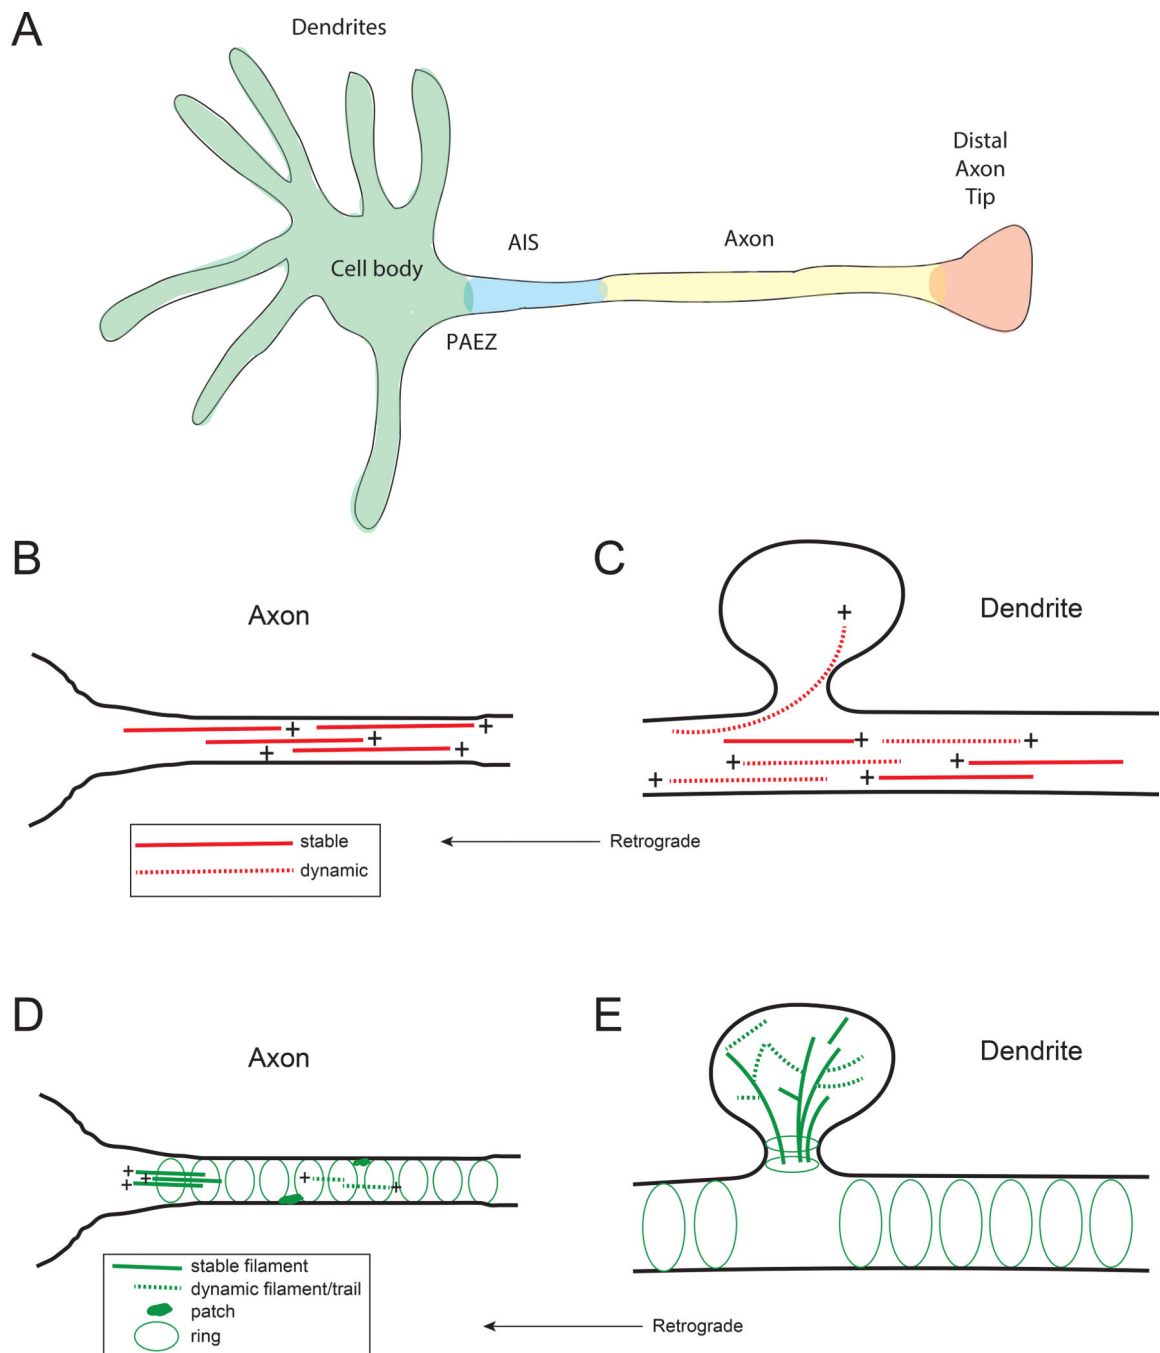 A
Dendrites
Distal
Axon
Tip
AIS
Axon
Cell body
PAEZ
B
Axon
C
Dendrite
+
+
+
+
+
+
+
+
+
+
stable
dynamic
Retrograde
D
Axon
E
Dendrite
+
+
+
+
+
stable filament
dynamic filament/trail
patch
ring
Retrograde